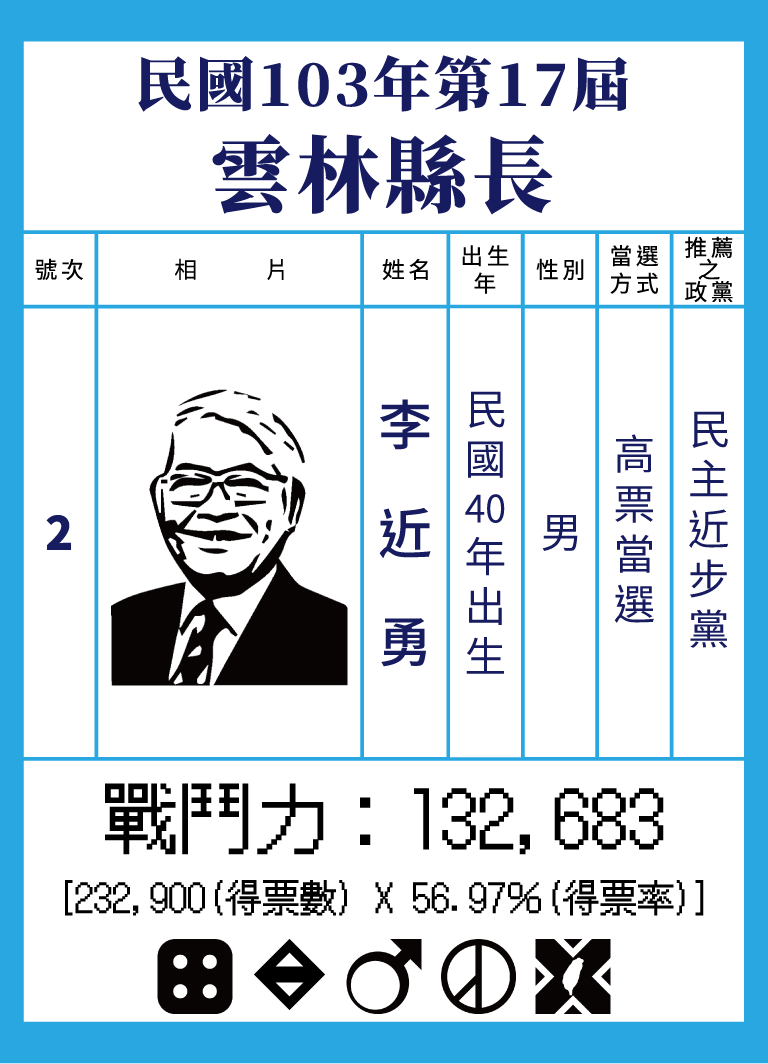 民國103年第17屆
雲林縣長
號次
相 片
姓名
出生
年
性別
當選
方式
推薦
之
政黨
2
李近勇
民國40年出生
男
高票當選
民主近步黨
戰鬥力：132,683
[232,900(得票數) X 56.97%(得票率)]